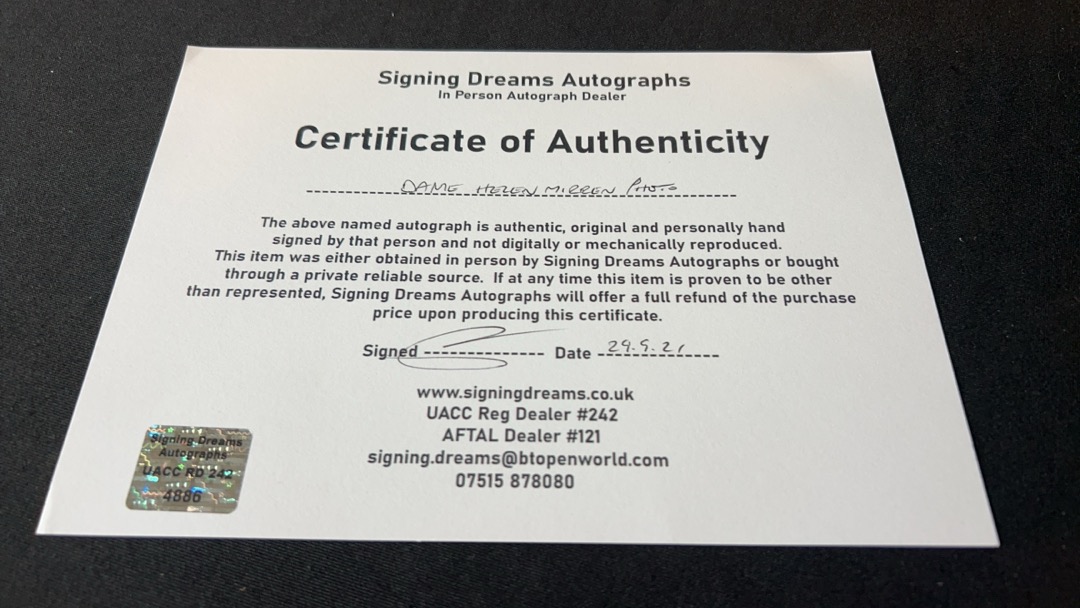 Signing Dreams Autographs
In Person Autograph Dealer
Certificate of Authenticity
DAME HELEN MIRREN PHOTO
The above named autograph is authentic, original and personally hand
signed by that person and not digitally or mechanically reproduced.
This item was either obtained in person by Signing Dreams Autographs or bought
through a private reliable source. If at any time this item is proven to be other
than represented, Signing Dreams Autographs will offer a full refund of the purchase
price upon producing this certificate.
Signed Date 29.9.21
www.signingdreams.co.uk
UACC Reg Dealer #242
AFTAL Dealer #121
signing.dreams@btopenworld.com
07515 878080
Signing Dreams
Autographs
UACC RD 242
4886